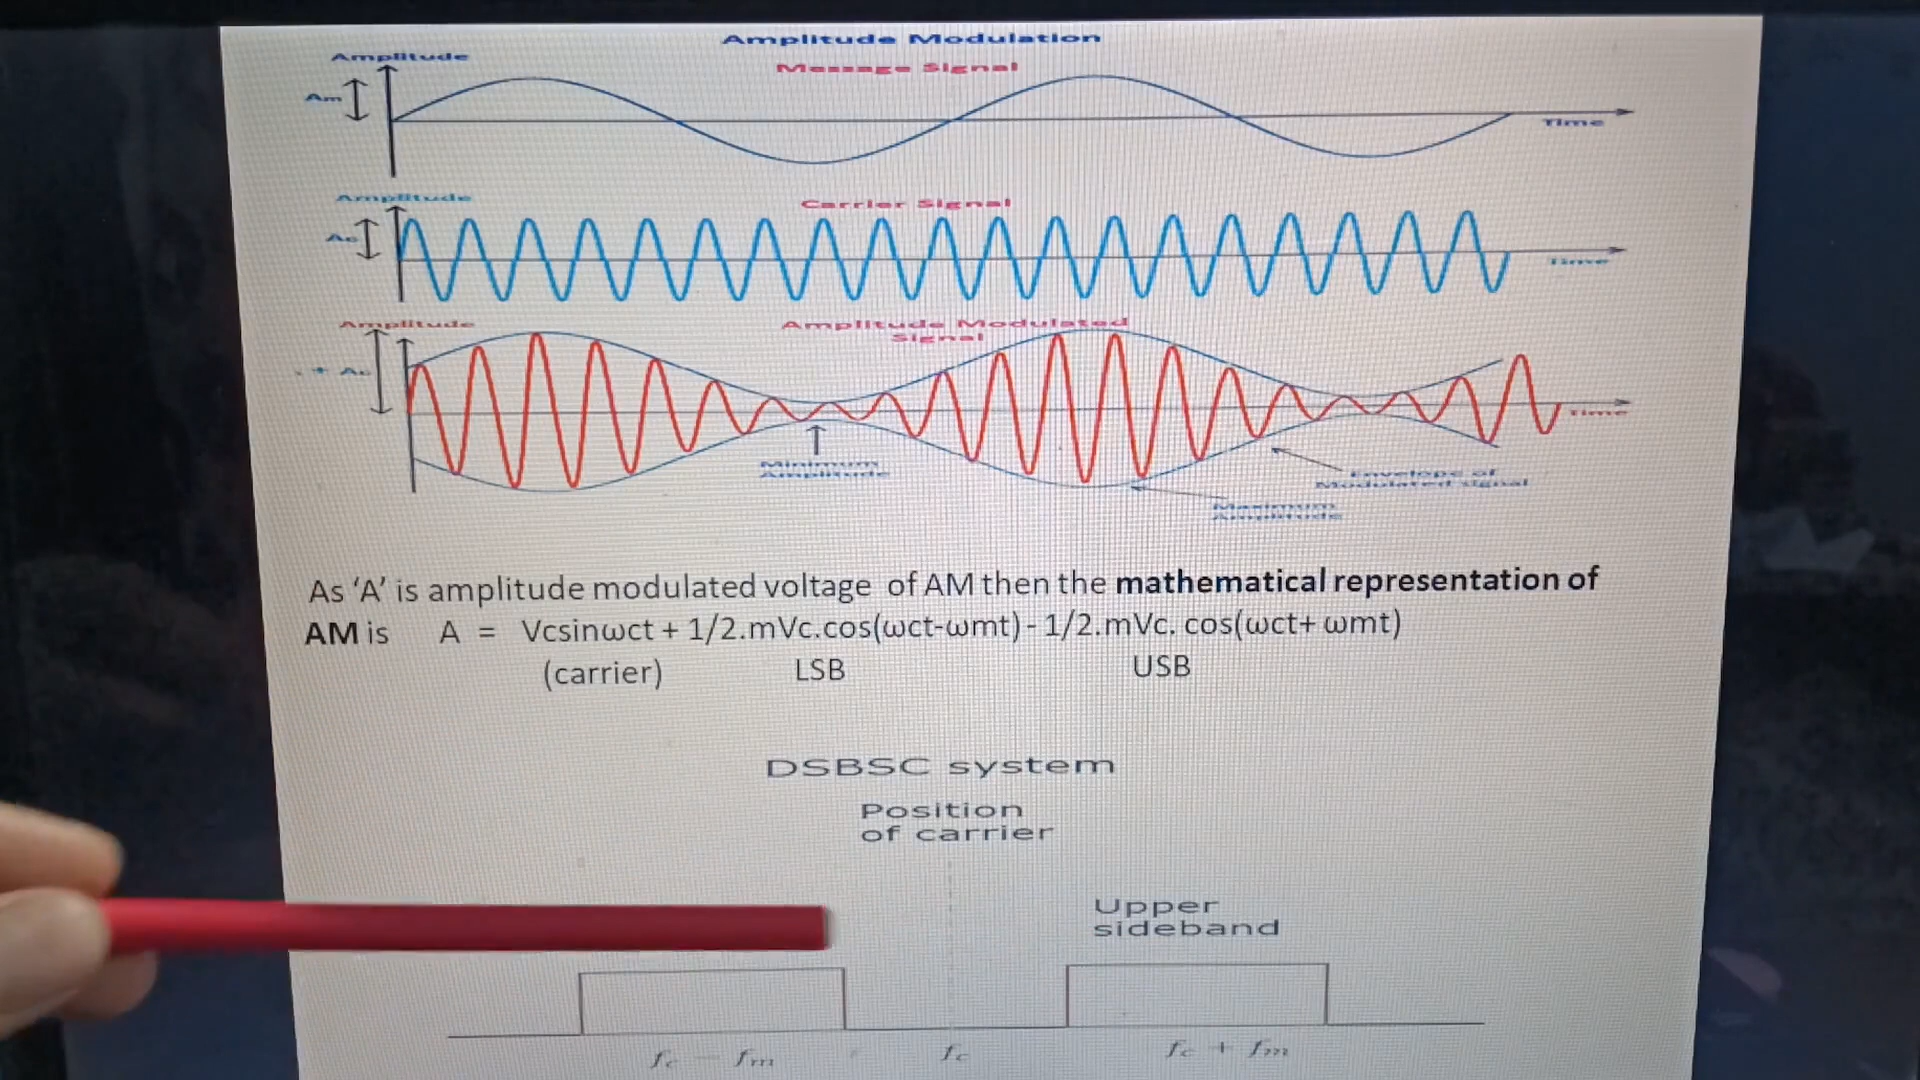 Amplitude Modulation
Amplitude
Message Signal
Am
Time
Amplitude
Carrier Signal
Ac
Time
Amplitude
Amplitude Modulated
Signal
+ Ac
Time
Minimum
Amplitude
Envelope of
Modulated signal
Maximum
Amplitude
As ‘A’ is amplitude modulated voltage of AM then the mathematical representation of
AM is A = Vcsinωct + 1/2.mVc.cos(ωct-ωmt) - 1/2.mVc. cos(ωct+ ωmt)
(carrier) LSB USB
DSBSC system
Position
of carrier
Upper
sideband
fc − fm fc fc + fm